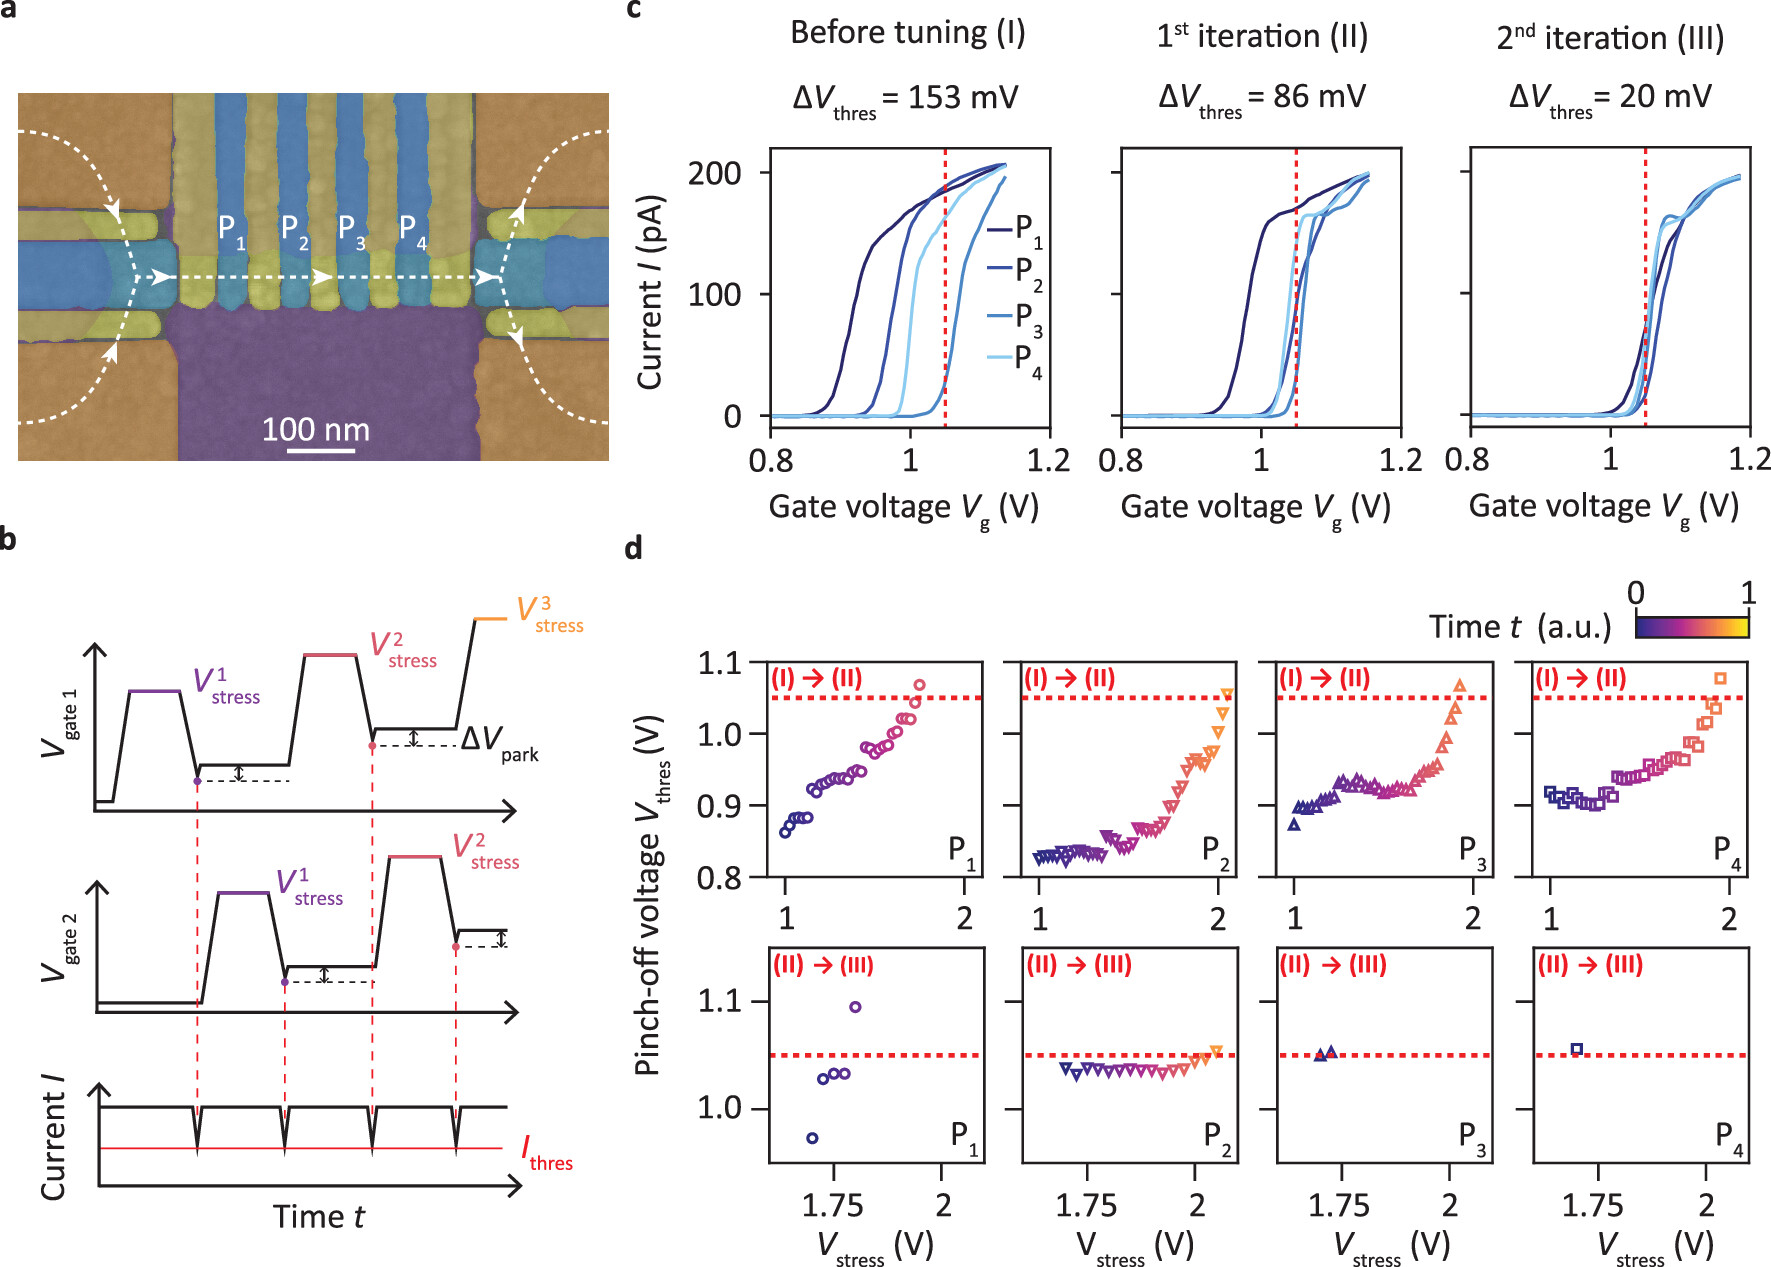 a
P1 P2 P3 P4
100 nm
b
Vgate 1
V1stress
V2stress
V3stress
ΔVpark
Vgate 2
V1stress
V2stress
Current I
Ithres
Time t
c
Before tuning (I)
ΔVthres = 153 mV
1st iteration (II)
ΔVthres = 86 mV
2nd iteration (III)
ΔVthres = 20 mV
Current I (pA)
200
100
0
P1
P2
P3
P4
0.8 1 1.2
0.8 1 1.2
0.8 1 1.2
Gate voltage Vg (V)
Gate voltage Vg (V)
Gate voltage Vg (V)
d
Time t (a.u.)
0 1
Pinch-off voltage Vthres (V)
1.1
1.0
0.9
0.8
(I) → (II)
P1
(I) → (II)
P2
(I) → (II)
P3
(I) → (II)
P4
1 2
1 2
1 2
1 2
1.1
1.0
(II) → (III)
P1
(II) → (III)
P2
(II) → (III)
P3
(II) → (III)
P4
1.75 2
1.75 2
1.75 2
1.75 2
Vstress (V)
Vstress (V)
Vstress (V)
Vstress (V)